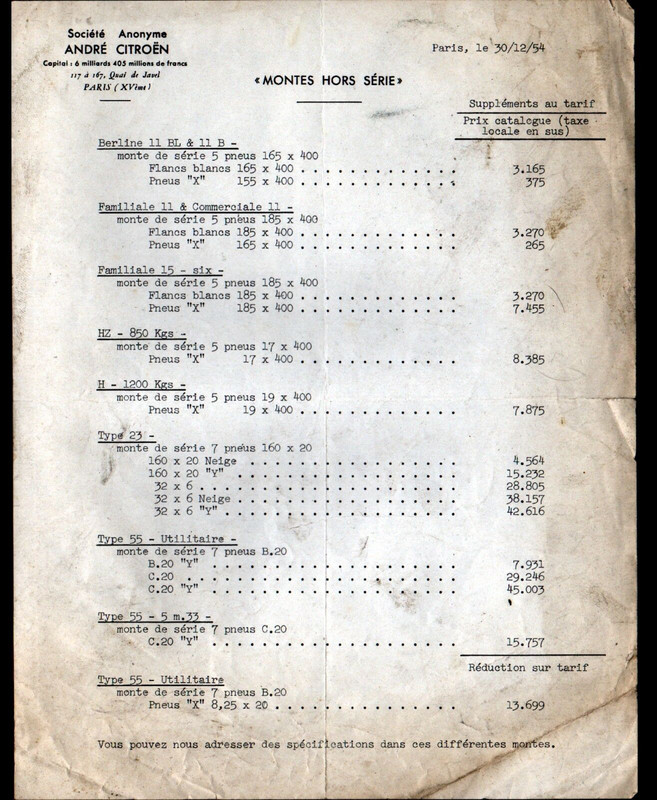 Société Anonyme
ANDRÉ CITROËN
Capital : 6 milliards 405 millions de francs
117 à 167, Quai de Javel
PARIS (XVème)
Paris, le 30/12/54
«MONTES HORS SÉRIE»
Suppléments au tarif
Prix catalogue (taxe
locale en sus)
Berline 11 BL & 11 B -
monte de série 5 pneus 165 x 400
Flancs blancs 165 x 400 . . . . . . . . . . . . . 3.165
Pneus "X" 155 x 400 . . . . . . . . . . . . . 375
Familiale 11 & Commerciale 11 -
monte de série 5 pneus 185 x 400
Flancs blancs 185 x 400 . . . . . . . . . . . . . 3.270
Pneus "X" 165 x 400 . . . . . . . . . . . . . 265
Familiale 15 - six -
monte de série 5 pneus 185 x 400
Flancs blancs 185 x 400 . . . . . . . . . . . . . 3.270
Pneus "X" 185 x 400 . . . . . . . . . . . . . 7.455
HZ - 850 Kgs -
monte de série 5 pneus 17 x 400
Pneus "X" 17 x 400 . . . . . . . . . . . . . 8.385
H - 1200 Kgs -
monte de série 5 pneus 19 x 400
Pneus "X" 19 x 400 . . . . . . . . . . . . . 7.875
Type 23 -
monte de série 7 pneus 160 x 20
160 x 20 Neige . . . . . . . . . . . . . . . . . 4.564
160 x 20 "Y" . . . . . . . . . . . . . . . . . . 15.232
32 x 6 . . . . . . . . . . . . . . . . . . . . . 28.805
32 x 6 Neige . . . . . . . . . . . . . . . . . . 38.157
32 x 6 "Y" . . . . . . . . . . . . . . . . . . . 42.616
Type 55 - Utilitaire -
monte de série 7 pneus B.20
B.20 "Y" . . . . . . . . . . . . . . . . . . . . 7.931
C.20 . . . . . . . . . . . . . . . . . . . . . . 29.246
C.20 "Y" . . . . . . . . . . . . . . . . . . . . 45.003
Type 55 - 5 m.33 -
monte de série 7 pneus C.20
C.20 "Y" . . . . . . . . . . . . . . . . . . . . 15.757
Réduction sur tarif
Type 55 - Utilitaire
monte de série 7 pneus B.20
Pneus "X" 8,25 x 20 . . . . . . . . . . . . . . . 13.699
Vous pouvez nous adresser des spécifications dans ces différentes montes.